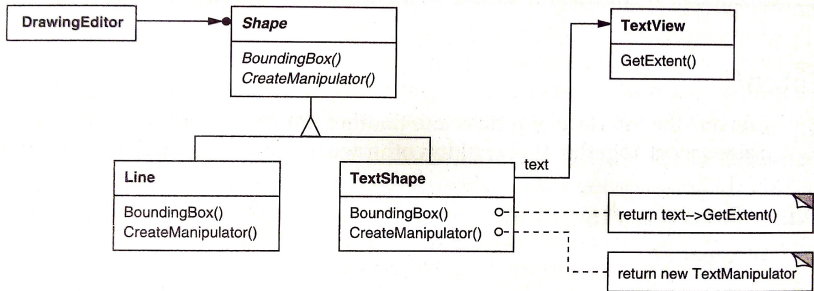 DrawingEditor
Shape
BoundingBox()
CreateManipulator()
TextView
GetExtent()
Line
BoundingBox()
CreateManipulator()
text
TextShape
BoundingBox()
CreateManipulator()
return text–>GetExtent()
return new TextManipulator